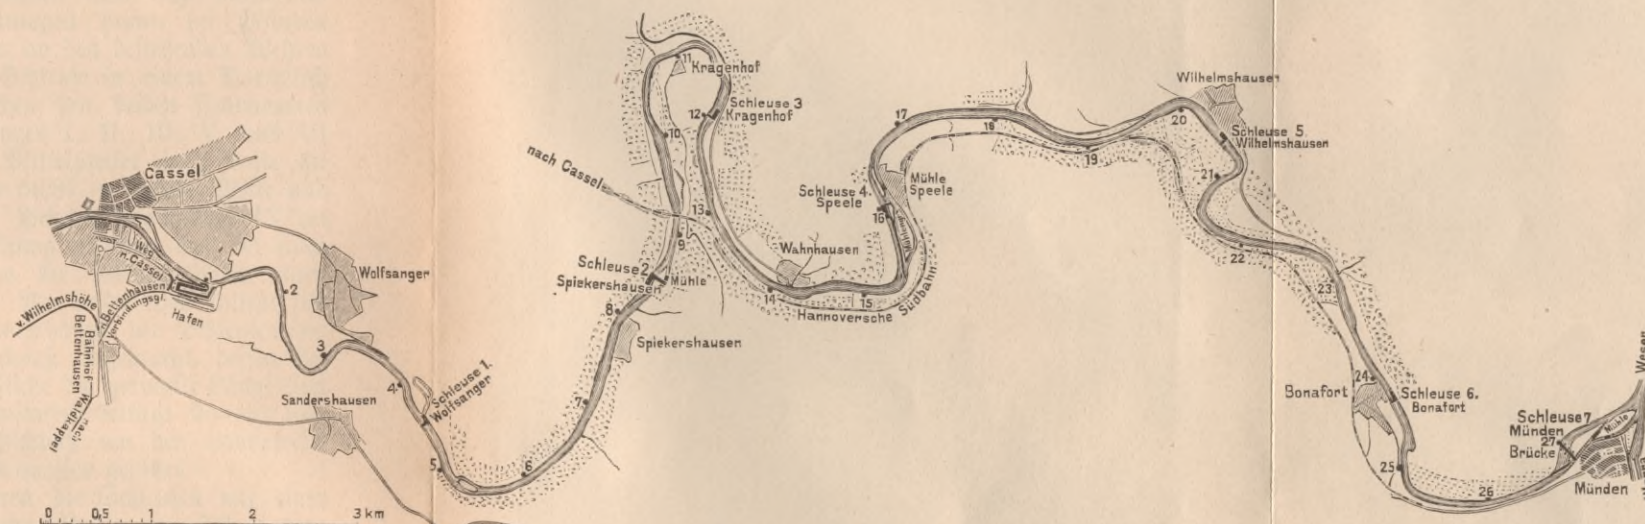 Cassel
Weg
n. Cassel
n. Bettenhausen
Verbindungsgl.
v. Wilhelmshöhe
Hafen
Bahnhof
Bettenhausen
nach
Waldkappel
Wolfsanger
Sandershausen
1
2
3
4
Schleuse 1.
Wolfsanger
5
6
7
8
Spiekershausen
Schleuse 2
Spiekershausen
Mühle
9
nach Cassel
10
11
Kragenhof
12
Schleuse 3
Kragenhof
13
14
Wahnhausen
15
Hannoversche Südbahn
Schleuse 4.
Speele
16
Mühle
Speele
17
18
19
20
Wilhelmshausen
Schleuse 5.
Wilhelmshausen
21
22
23
24
Bonafort
Schleuse 6.
Bonafort
25
26
Schleuse 7
Münden
27
Brücke
Mühle
Münden
Weser
0 0,5 1 2 3 km